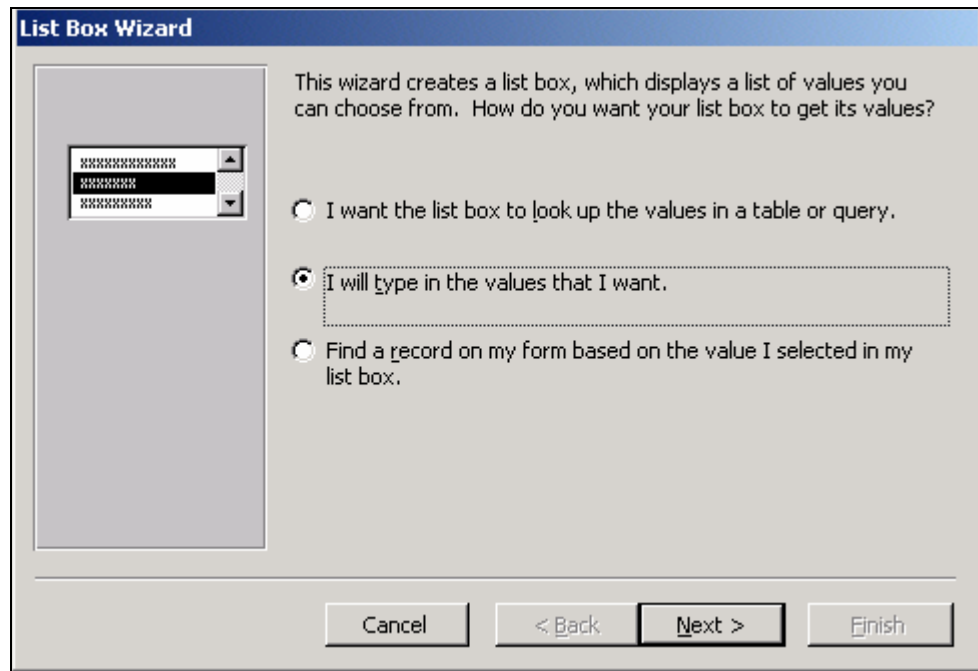 List Box Wizard
This wizard creates a list box, which displays a list of values you
can choose from.  How do you want your list box to get its values?
xxxxxxxxxxxx
xxxxxxx
xxxxxxxxx
I want the list box to look up the values in a table or query.
I will type in the values that I want.
Find a record on my form based on the value I selected in my
list box.
Cancel
< Back
Next >
Finish